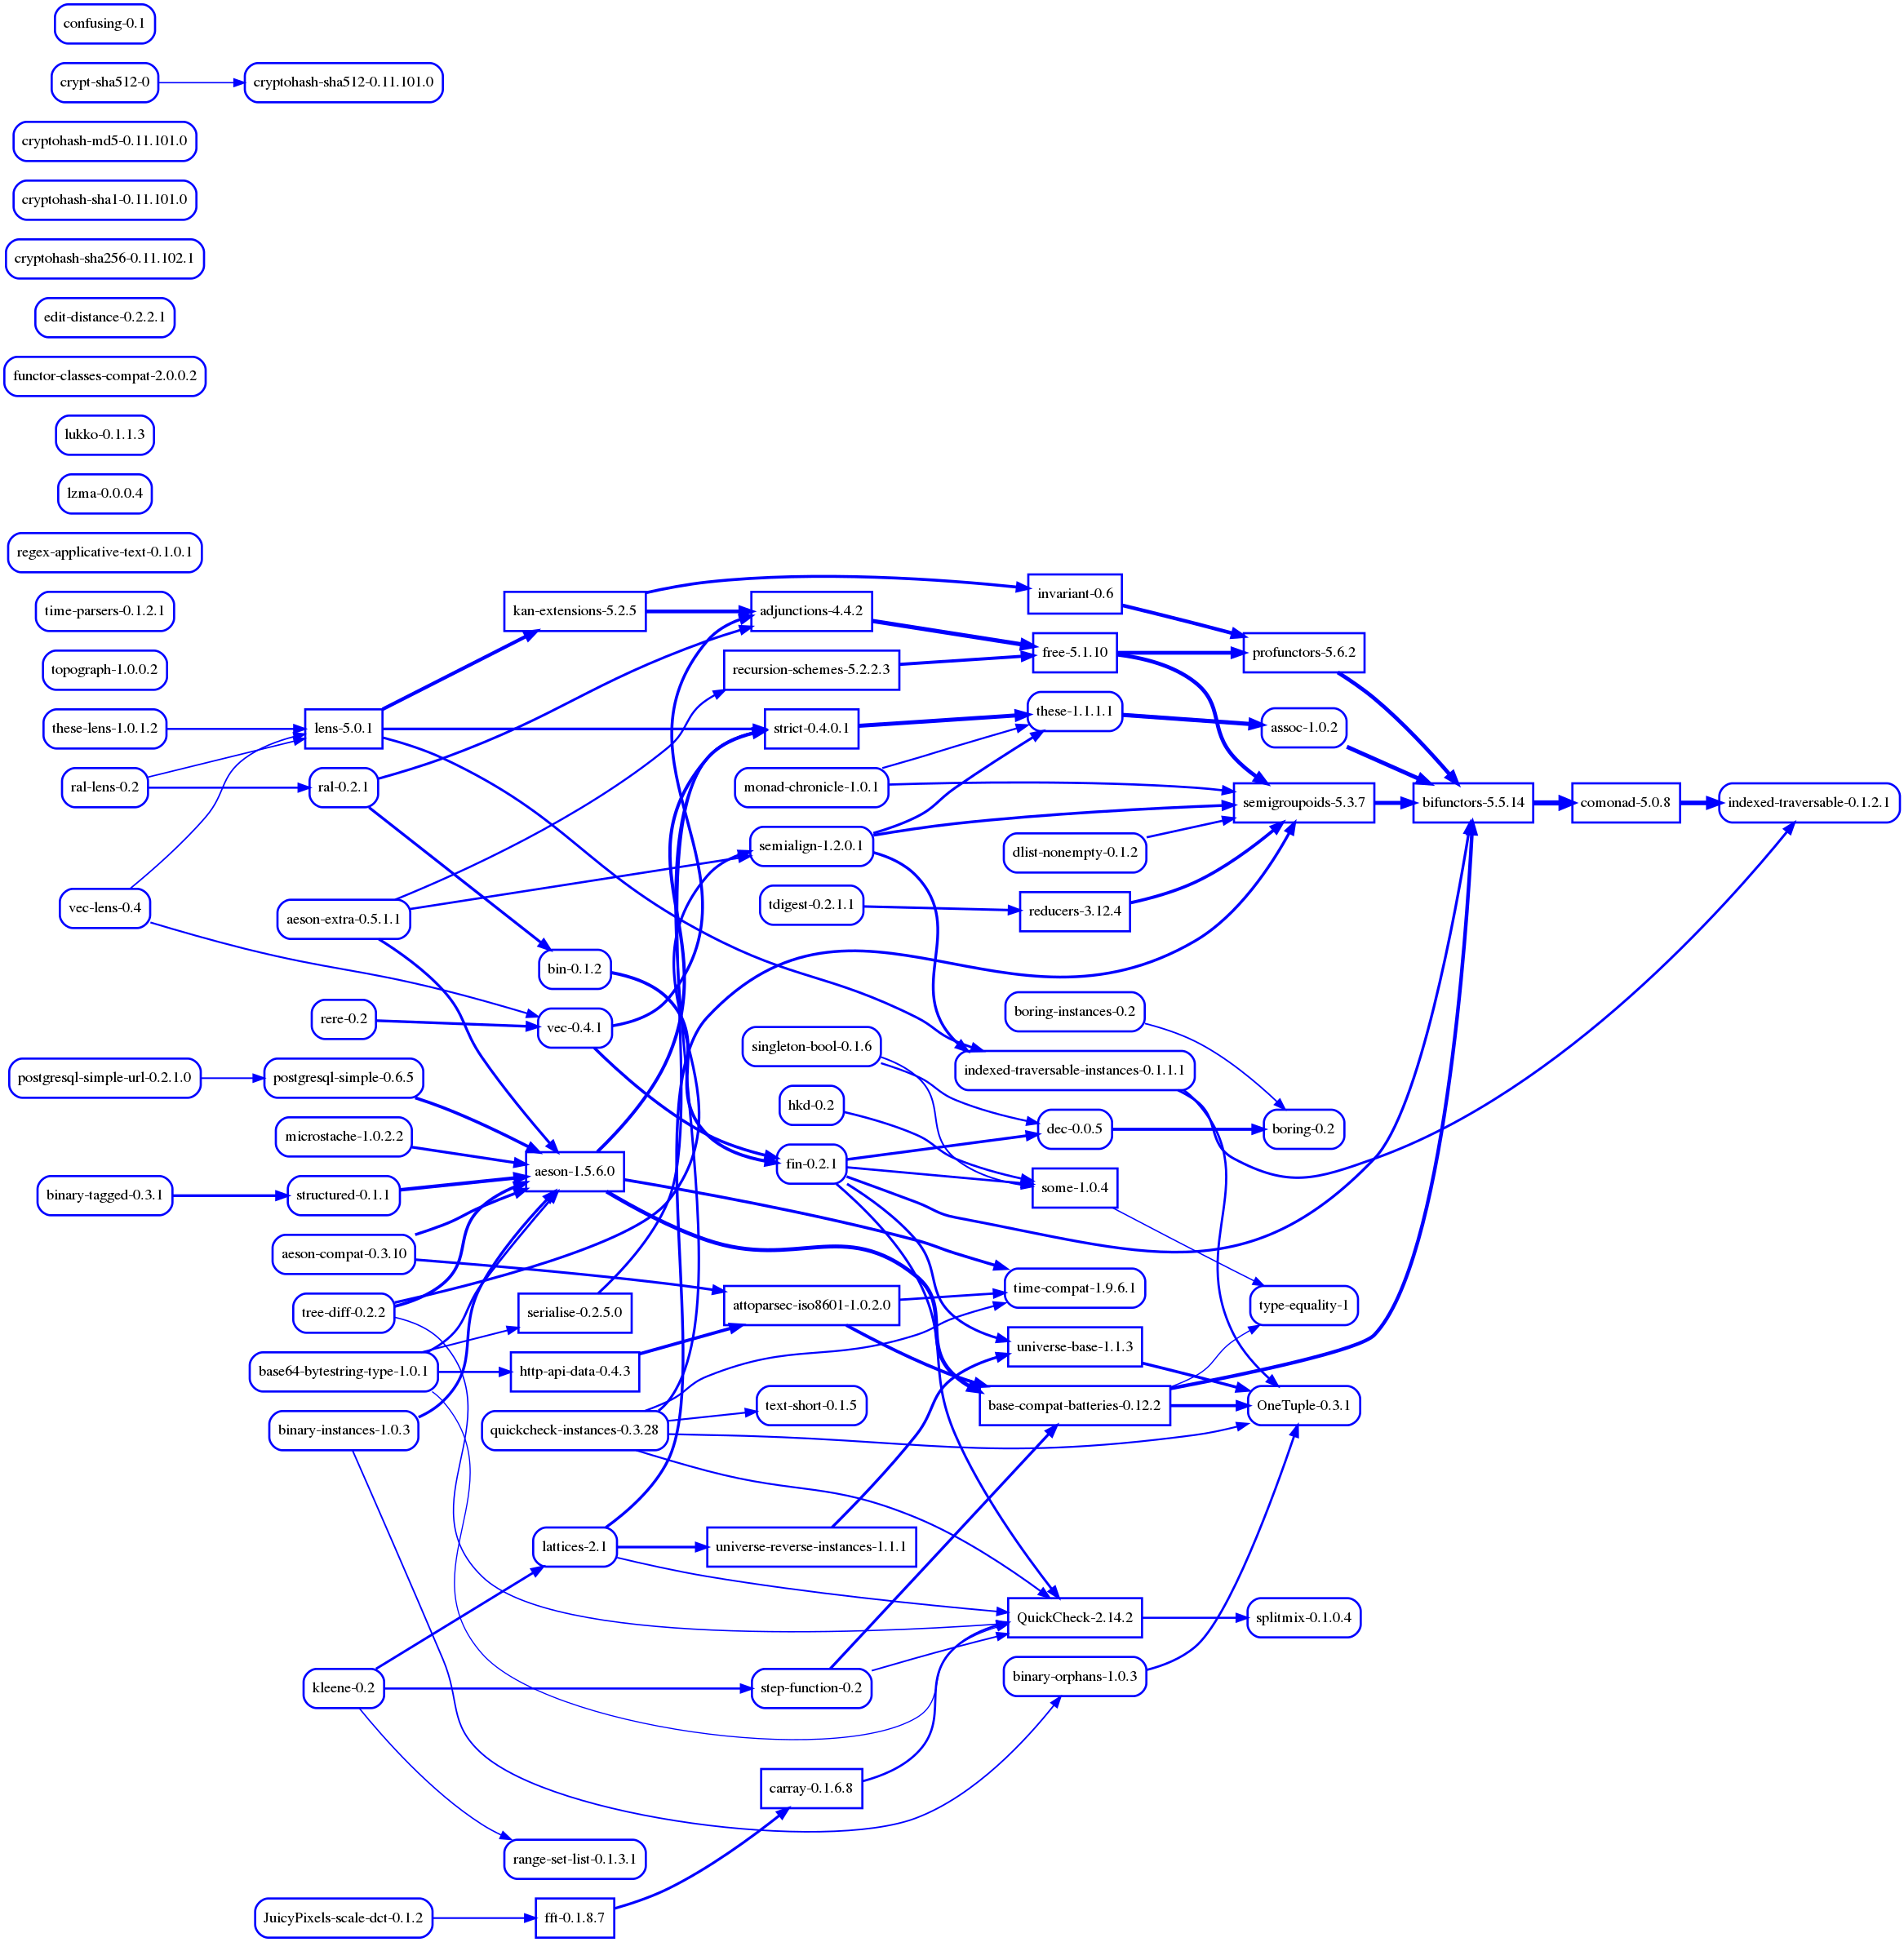 confusing-0.1
crypt-sha512-0
cryptohash-sha512-0.11.101.0
cryptohash-md5-0.11.101.0
cryptohash-sha1-0.11.101.0
cryptohash-sha256-0.11.102.1
edit-distance-0.2.2.1
functor-classes-compat-2.0.0.2
lukko-0.1.1.3
lzma-0.0.0.4
regex-applicative-text-0.1.0.1
time-parsers-0.1.2.1
topograph-1.0.0.2
these-lens-1.0.1.2
ral-lens-0.2
vec-lens-0.4
postgresql-simple-url-0.2.1.0
binary-tagged-0.3.1
lens-5.0.1
ral-0.2.1
aeson-extra-0.5.1.1
rere-0.2
postgresql-simple-0.6.5
microstache-1.0.2.2
structured-0.1.1
aeson-compat-0.3.10
tree-diff-0.2.2
base64-bytestring-type-1.0.1
binary-instances-1.0.3
kleene-0.2
JuicyPixels-scale-dct-0.1.2
kan-extensions-5.2.5
bin-0.1.2
vec-0.4.1
aeson-1.5.6.0
serialise-0.2.5.0
http-api-data-0.4.3
quickcheck-instances-0.3.28
lattices-2.1
range-set-list-0.1.3.1
fft-0.1.8.7
adjunctions-4.4.2
recursion-schemes-5.2.2.3
strict-0.4.0.1
monad-chronicle-1.0.1
semialign-1.2.0.1
tdigest-0.2.1.1
singleton-bool-0.1.6
hkd-0.2
fin-0.2.1
attoparsec-iso8601-1.0.2.0
text-short-0.1.5
universe-reverse-instances-1.1.1
step-function-0.2
carray-0.1.6.8
invariant-0.6
free-5.1.10
these-1.1.1.1
dlist-nonempty-0.1.2
reducers-3.12.4
boring-instances-0.2
indexed-traversable-instances-0.1.1.1
dec-0.0.5
some-1.0.4
time-compat-1.9.6.1
universe-base-1.1.3
base-compat-batteries-0.12.2
QuickCheck-2.14.2
binary-orphans-1.0.3
profunctors-5.6.2
assoc-1.0.2
semigroupoids-5.3.7
boring-0.2
type-equality-1
OneTuple-0.3.1
splitmix-0.1.0.4
bifunctors-5.5.14
comonad-5.0.8
indexed-traversable-0.1.2.1